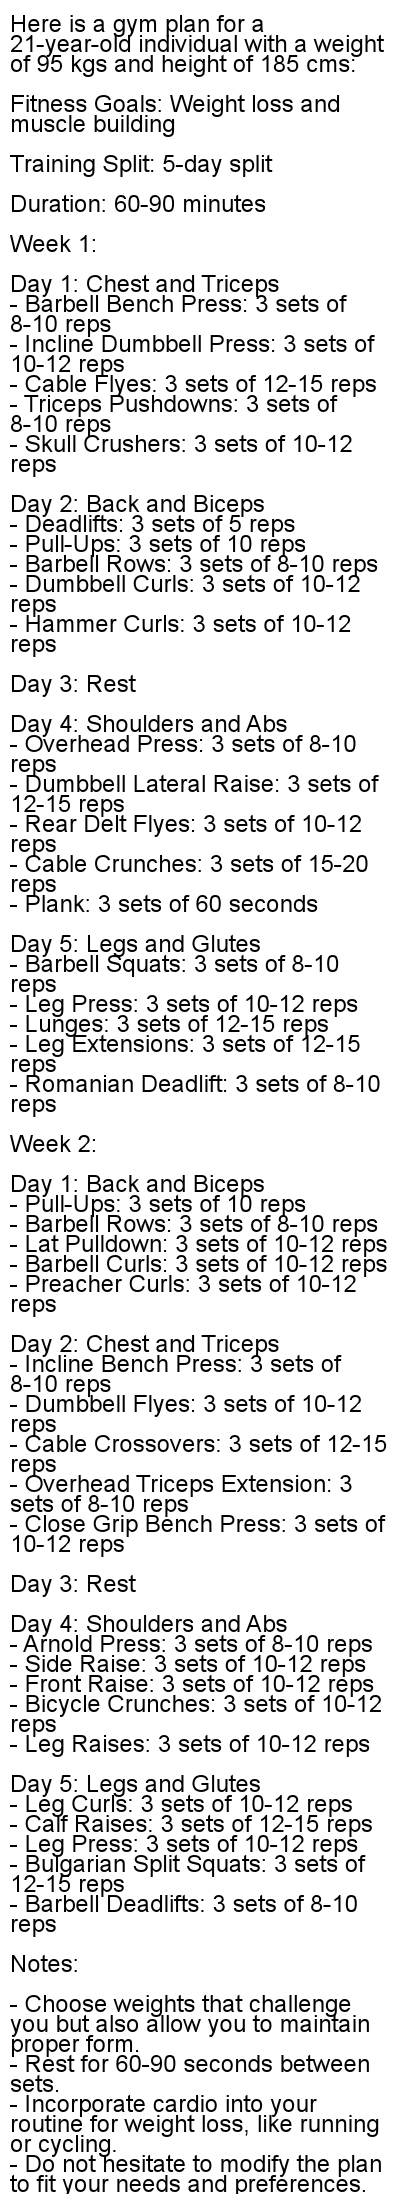 Here is a gym plan for a
21-year-old individual with a weight
of 95 kgs and height of 185 cms:
Fitness Goals: Weight loss and
muscle building
Training Split: 5-day split
Duration: 60-90 minutes
Week 1:
Day 1: Chest and Triceps
- Barbell Bench Press: 3 sets of
8-10 reps
- Incline Dumbbell Press: 3 sets of
10-12 reps
- Cable Flyes: 3 sets of 12-15 reps
- Triceps Pushdowns: 3 sets of
8-10 reps
- Skull Crushers: 3 sets of 10-12
reps
Day 2: Back and Biceps
- Deadlifts: 3 sets of 5 reps
- Pull-Ups: 3 sets of 10 reps
- Barbell Rows: 3 sets of 8-10 reps
- Dumbbell Curls: 3 sets of 10-12
reps
- Hammer Curls: 3 sets of 10-12
reps
Day 3: Rest
Day 4: Shoulders and Abs
- Overhead Press: 3 sets of 8-10
reps
- Dumbbell Lateral Raise: 3 sets of
12-15 reps
- Rear Delt Flyes: 3 sets of 10-12
reps
- Cable Crunches: 3 sets of 15-20
reps
- Plank: 3 sets of 60 seconds
Day 5: Legs and Glutes
- Barbell Squats: 3 sets of 8-10
reps
- Leg Press: 3 sets of 10-12 reps
- Lunges: 3 sets of 12-15 reps
- Leg Extensions: 3 sets of 12-15
reps
- Romanian Deadlift: 3 sets of 8-10
reps
Week 2:
Day 1: Back and Biceps
- Pull-Ups: 3 sets of 10 reps
- Barbell Rows: 3 sets of 8-10 reps
- Lat Pulldown: 3 sets of 10-12 reps
- Barbell Curls: 3 sets of 10-12 reps
- Preacher Curls: 3 sets of 10-12
reps
Day 2: Chest and Triceps
- Incline Bench Press: 3 sets of
8-10 reps
- Dumbbell Flyes: 3 sets of 10-12
reps
- Cable Crossovers: 3 sets of 12-15
reps
- Overhead Triceps Extension: 3
sets of 8-10 reps
- Close Grip Bench Press: 3 sets of
10-12 reps
Day 3: Rest
Day 4: Shoulders and Abs
- Arnold Press: 3 sets of 8-10 reps
- Side Raise: 3 sets of 10-12 reps
- Front Raise: 3 sets of 10-12 reps
- Bicycle Crunches: 3 sets of 10-12
reps
- Leg Raises: 3 sets of 10-12 reps
Day 5: Legs and Glutes
- Leg Curls: 3 sets of 10-12 reps
- Calf Raises: 3 sets of 12-15 reps
- Leg Press: 3 sets of 10-12 reps
- Bulgarian Split Squats: 3 sets of
12-15 reps
- Barbell Deadlifts: 3 sets of 8-10
reps
Notes:
- Choose weights that challenge
you but also allow you to maintain
proper form.
- Rest for 60-90 seconds between
sets.
- Incorporate cardio into your
routine for weight loss, like running
or cycling.
- Do not hesitate to modify the plan
to fit your needs and preferences.